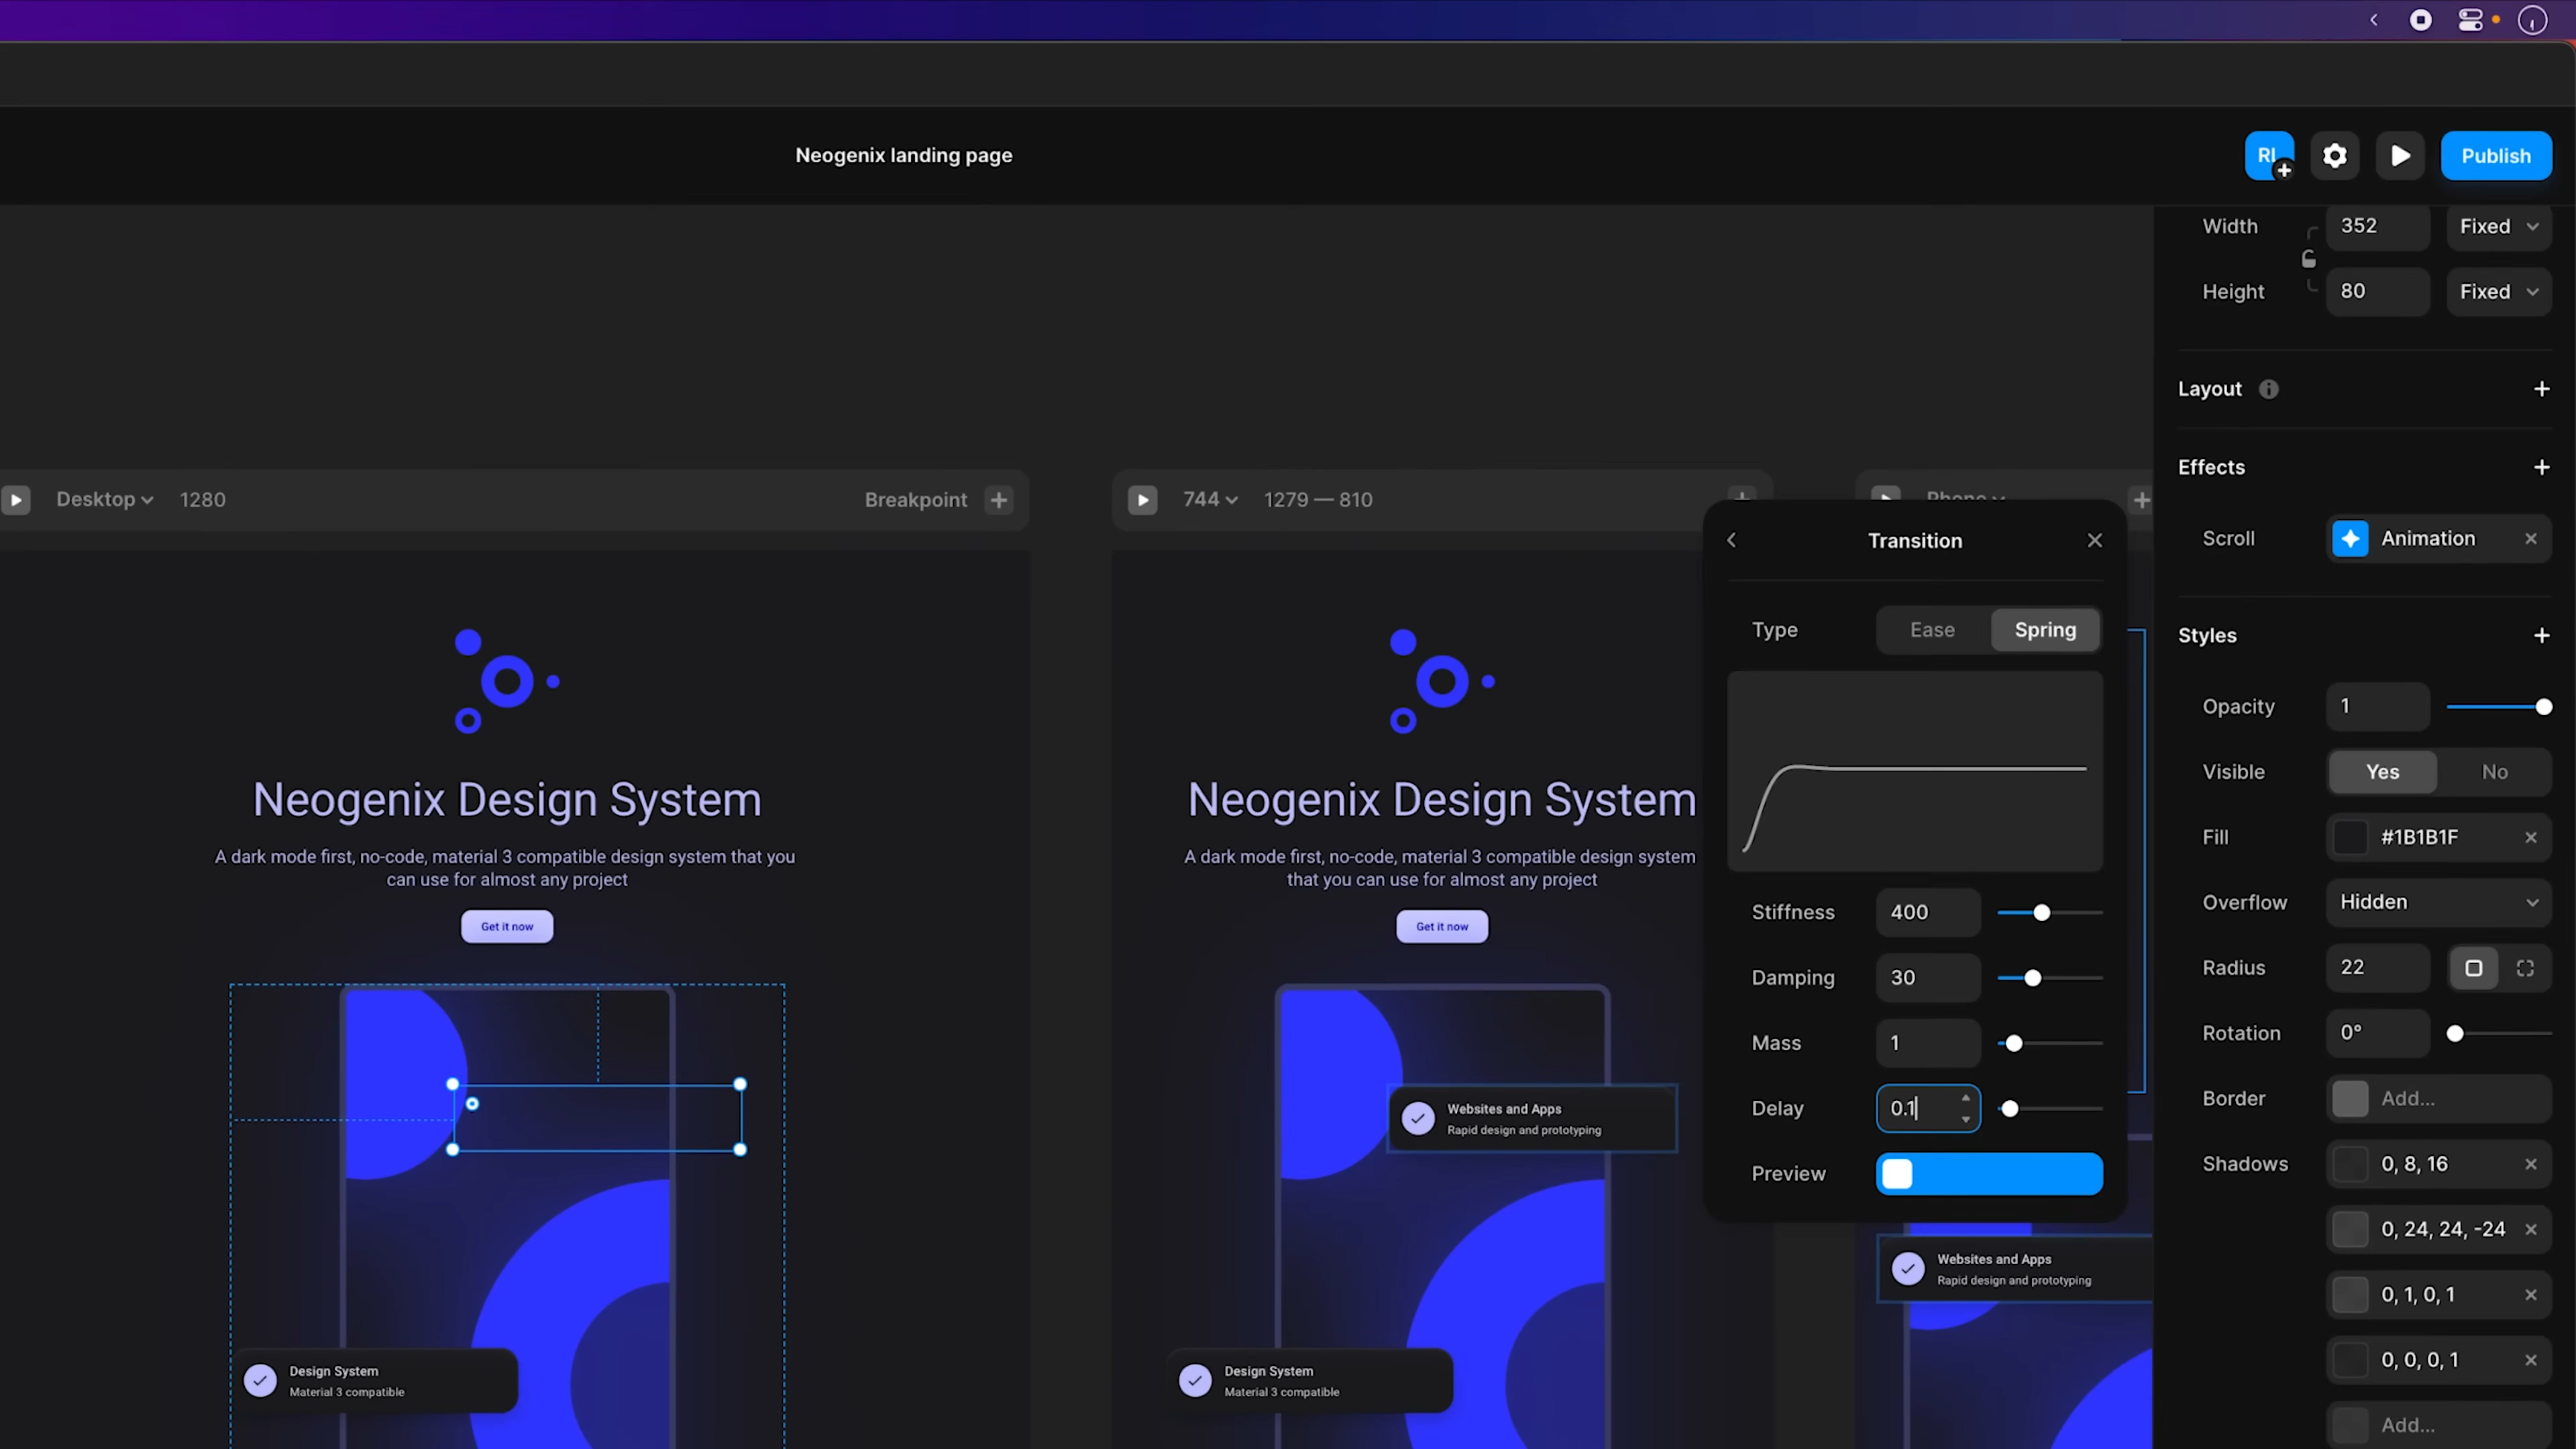 Neogenix landing page
RI
Publish
Width
352
Fixed
Height
80
Fixed
Layout
Effects
Scroll
Animation
Styles
Opacity
1
Visible
Yes
No
Fill
#1B1B1F
Overflow
Hidden
Radius
22
Rotation
0°
Border
Add...
Shadows
0, 8, 16
0, 24, 24, -24
0, 1, 0, 1
0, 0, 0, 1
Add...
Desktop
1280
Breakpoint
744
1279 — 810
Phone
Transition
Type
Ease
Spring
Stiffness
400
Damping
30
Mass
1
Delay
0.1
Preview
Neogenix Design System
A dark mode first, no-code, material 3 compatible design system that you
can use for almost any project
Get it now
Design System
Material 3 compatible
Neogenix Design System
A dark mode first, no-code, material 3 compatible design system
that you can use for almost any project
Get it now
Websites and Apps
Rapid design and prototyping
Design System
Material 3 compatible
Websites and Apps
Rapid design and prototyping